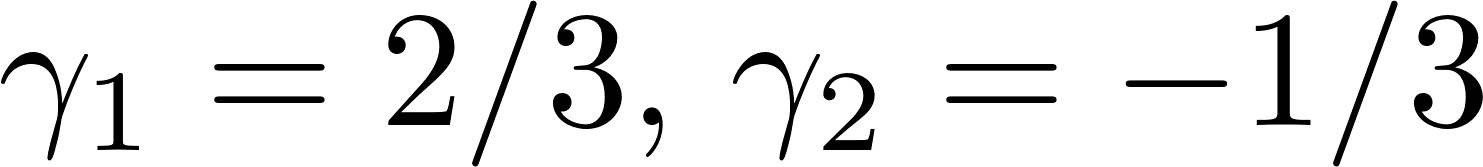 γ₁ = 2/3, γ₂ = −1/3